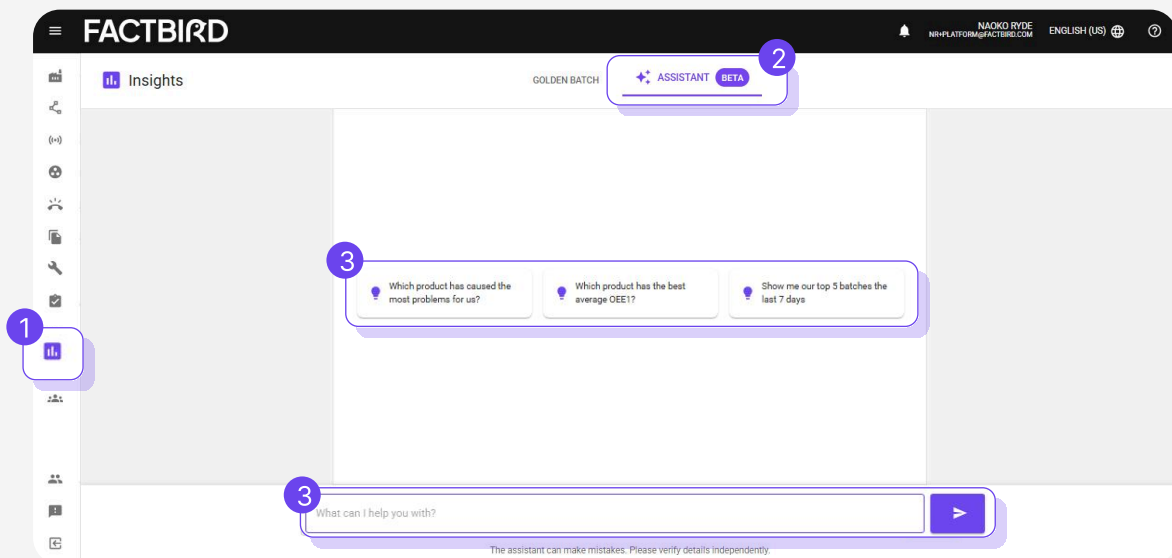 FACTBIRD
NAOKO RYDE
NR+PLATFORM@FACTBIRD.COM
ENGLISH (US)
Insights
GOLDEN BATCH
ASSISTANT BETA
2
3
Which product has caused the
most problems for us?
Which product has the best
average OEE1?
Show me our top 5 batches the
last 7 days
1
3
What can I help you with?
The assistant can make mistakes. Please verify details independently.